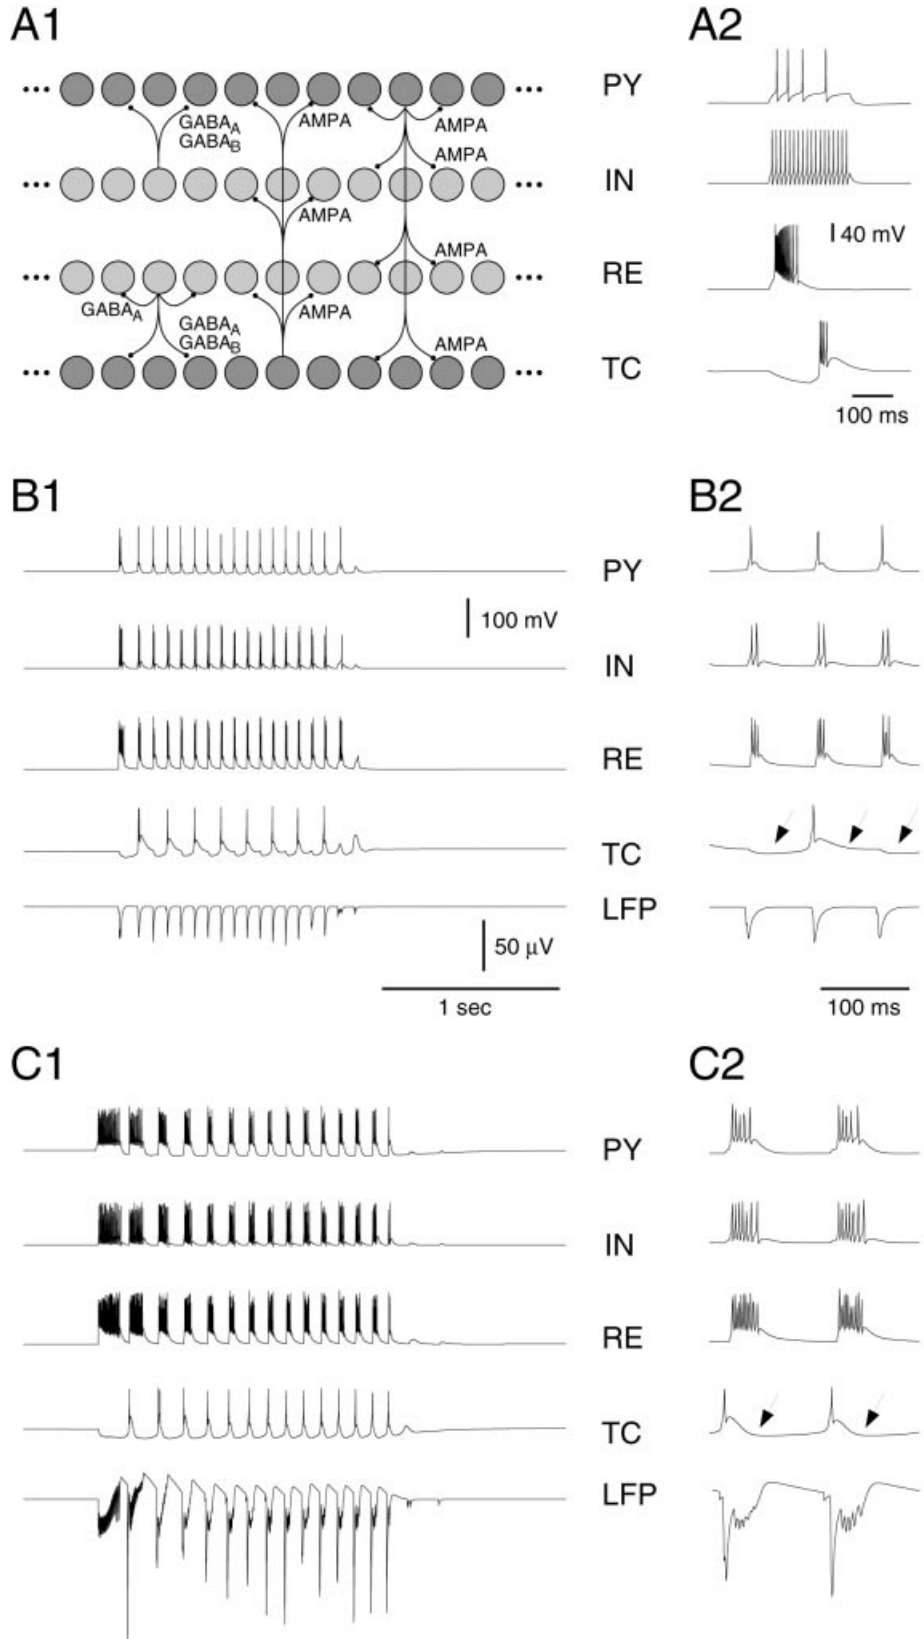 A1
A2
••• ••• PY
GABAA AMPA AMPA
GABAB
AMPA
••• ••• IN
AMPA
40 mV
AMPA
••• ••• RE
GABAA GABAA AMPA
GABAB AMPA
••• ••• TC
100 ms
B1
B2
PY
100 mV
IN
RE
TC
LFP
50 µV
1 sec
100 ms
C1
C2
PY
IN
RE
TC
LFP